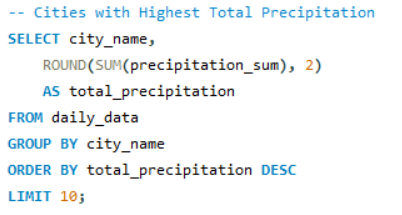 -- Cities with Highest Total Precipitation
SELECT city_name,
    ROUND(SUM(precipitation_sum), 2)
    AS total_precipitation
FROM daily_data
GROUP BY city_name
ORDER BY total_precipitation DESC
LIMIT 10;